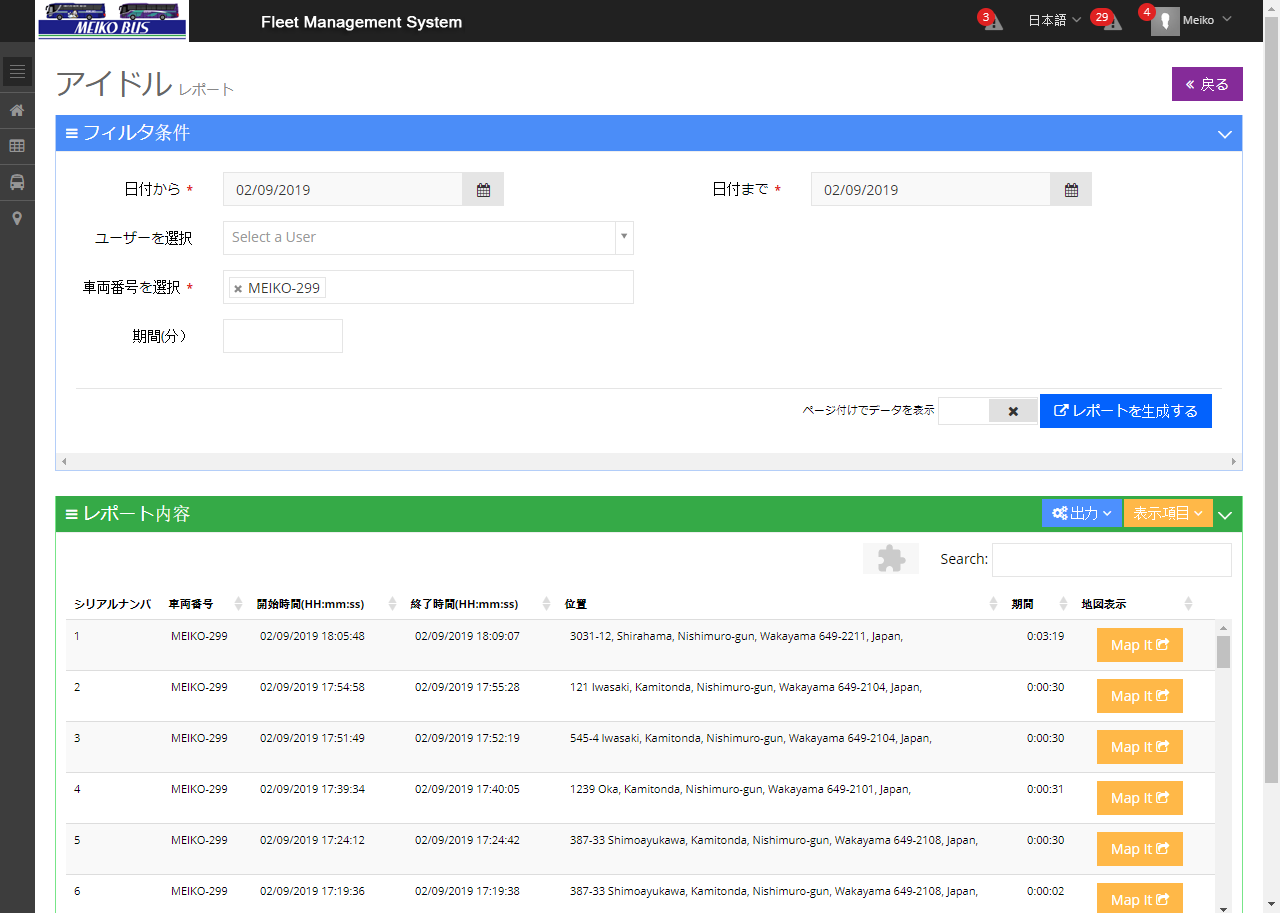 MEIKO BUS
Fleet Management System
3
日本語
29
4
Meiko
アイドル レポート
« 戻る
フィルタ条件
日付から * 02/09/2019
日付まで * 02/09/2019
ユーザーを選択 Select a User
車両番号を選択 * × MEIKO-299
期間(分)
ページ付けでデータを表示 ✖ レポートを生成する
レポート内容
出力
表示項目
Search:
シリアルナンバ 車両番号 開始時間(HH:mm:ss) 終了時間(HH:mm:ss) 位置 期間 地図表示
1 MEIKO-299 02/09/2019 18:05:48 02/09/2019 18:09:07 3031-12, Shirahama, Nishimuro-gun, Wakayama 649-2211, Japan, 0:03:19 Map It
2 MEIKO-299 02/09/2019 17:54:58 02/09/2019 17:55:28 121 Iwasaki, Kamitonda, Nishimuro-gun, Wakayama 649-2104, Japan, 0:00:30 Map It
3 MEIKO-299 02/09/2019 17:51:49 02/09/2019 17:52:19 545-4 Iwasaki, Kamitonda, Nishimuro-gun, Wakayama 649-2104, Japan, 0:00:30 Map It
4 MEIKO-299 02/09/2019 17:39:34 02/09/2019 17:40:05 1239 Oka, Kamitonda, Nishimuro-gun, Wakayama 649-2101, Japan, 0:00:31 Map It
5 MEIKO-299 02/09/2019 17:24:12 02/09/2019 17:24:42 387-33 Shimoayukawa, Kamitonda, Nishimuro-gun, Wakayama 649-2108, Japan, 0:00:30 Map It
6 MEIKO-299 02/09/2019 17:19:36 02/09/2019 17:19:38 387-33 Shimoayukawa, Kamitonda, Nishimuro-gun, Wakayama 649-2108, Japan, 0:00:02 Map It